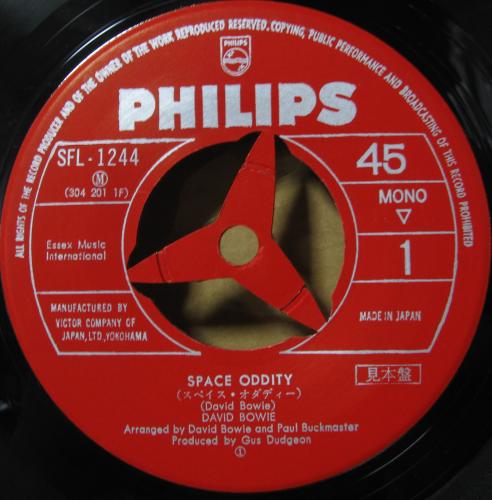 ALL RIGHTS OF THE RECORD PRODUCER AND OF THE OWNER OF THE WORK REPRODUCED RESERVED.COPYING, PUBLIC PERFORMANCE AND BROADCASTING OF THIS RECORD PROHIBITED
PHILIPS
PHILIPS
SFL-1244
45
Ⓜ
(304 201 1F)
MONO
▽
Essex Music
International
1
MANUFACTURED BY
VICTOR COMPANY OF
JAPAN,LTD.,YOKOHAMA
MADE IN JAPAN
SPACE ODDITY
(スペイス・オダディー)
見本盤
(David Bowie)
DAVID BOWIE
Arranged by David Bowie and Paul Buckmaster
Produced by Gus Dudgeon
①